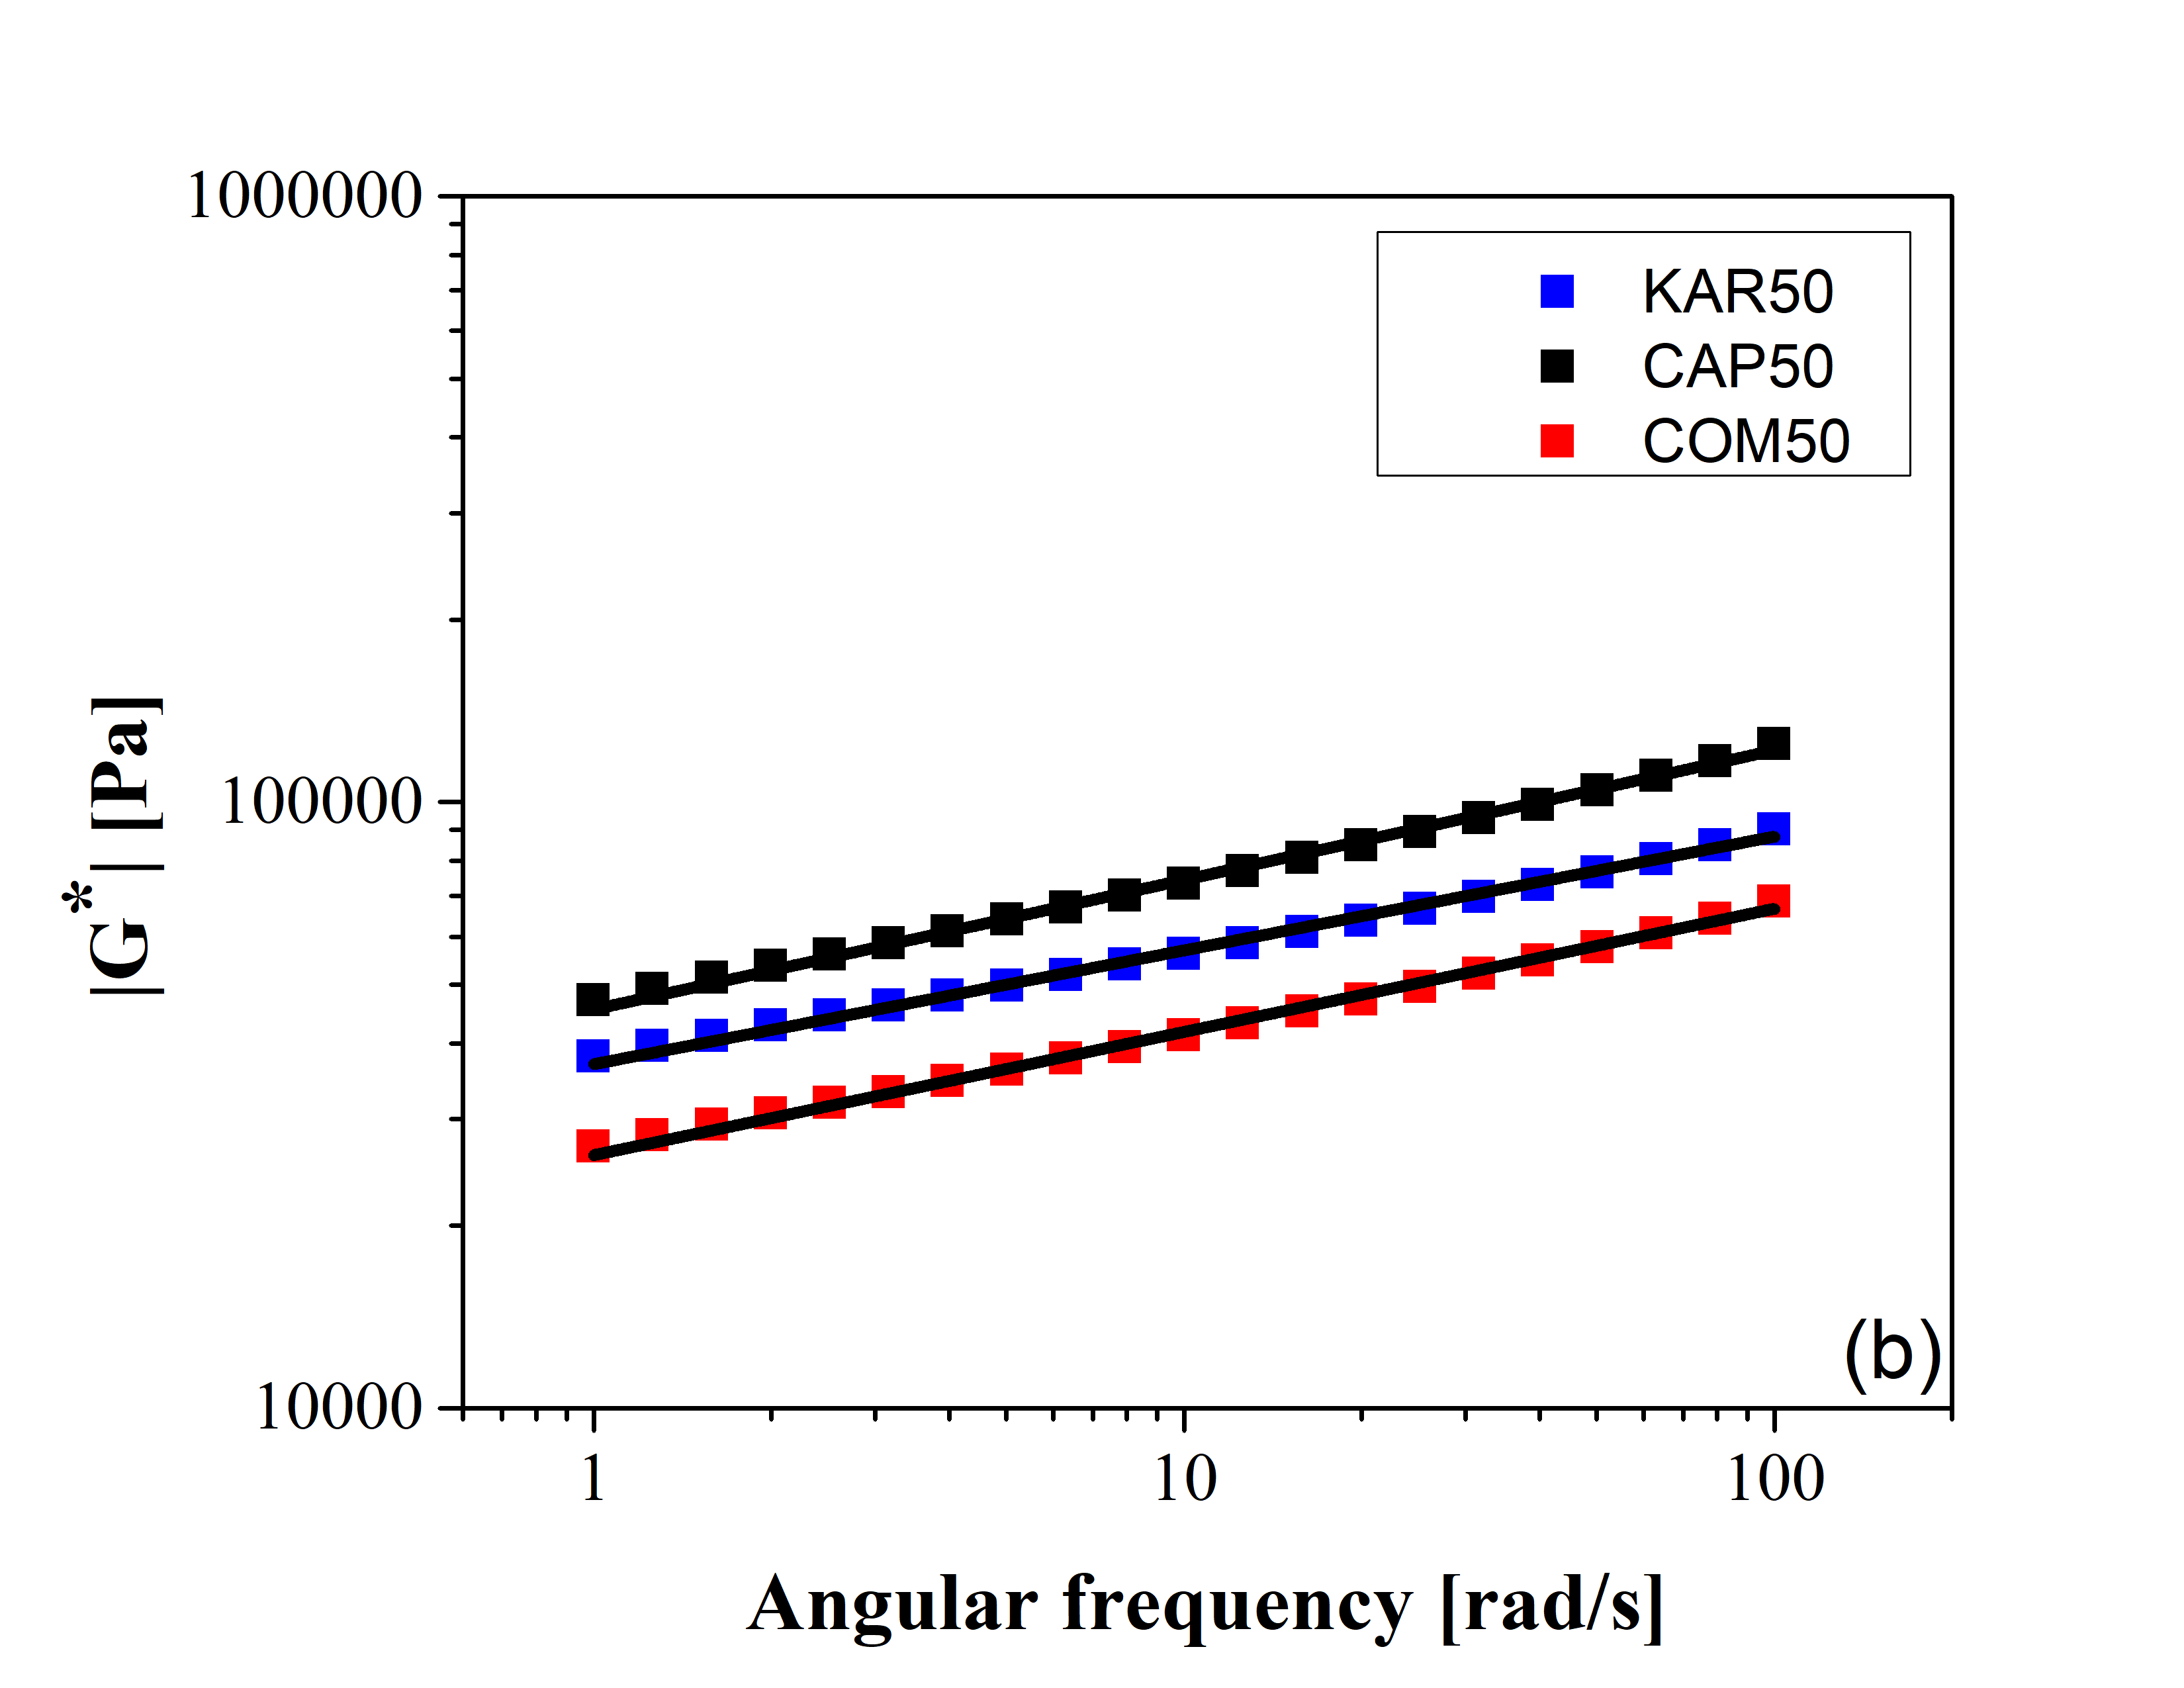 1000000
100000
10000
|G*| [Pa]
KAR50
CAP50
COM50
(b)
1 10 100
Angular frequency [rad/s]